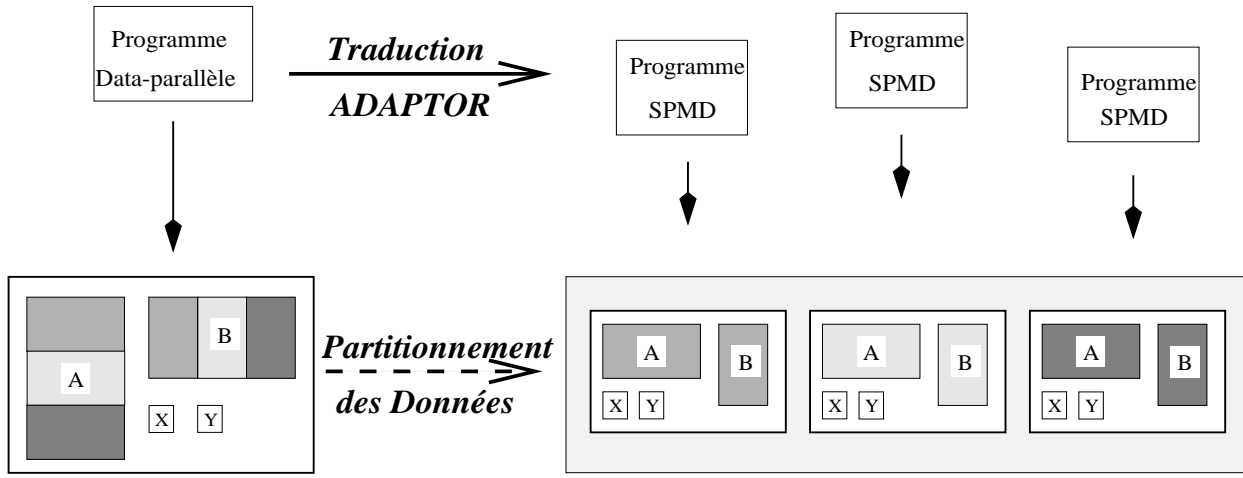 Programme
Data-parallèle
Traduction
ADAPTOR
Programme
SPMD
Programme
SPMD
Programme
SPMD
A
B
X Y
Partitionnement
des Données
A
B
X Y
A
B
X Y
A
B
X Y